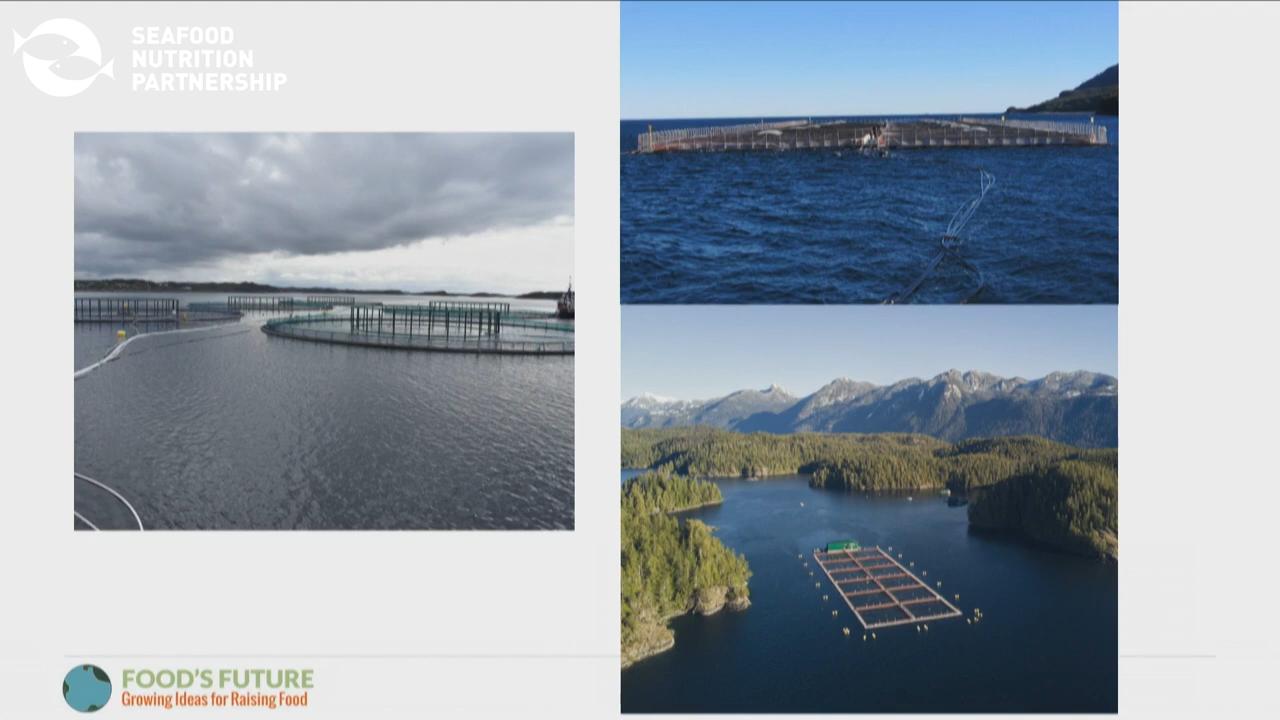 SEAFOOD
NUTRITION
PARTNERSHIP
FOOD'S FUTURE
Growing Ideas for Raising Food